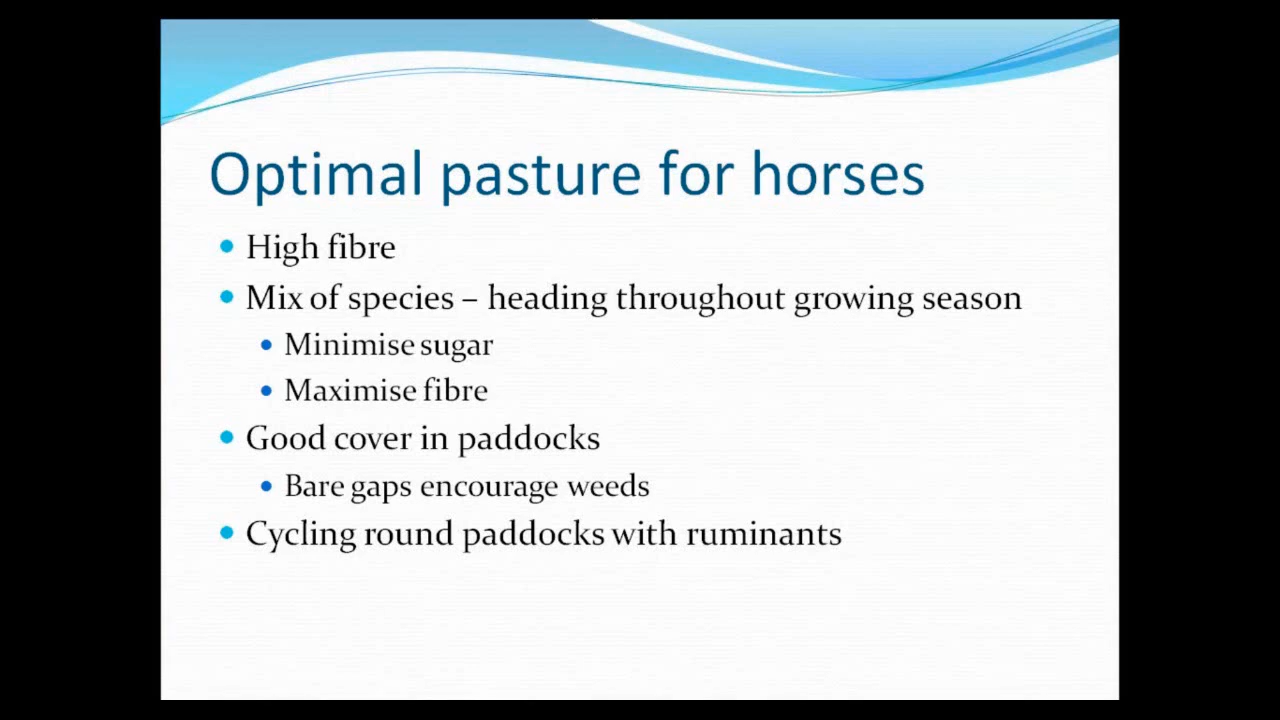 Optimal pasture for horses
• High fibre
• Mix of species – heading throughout growing season
• Minimise sugar
• Maximise fibre
• Good cover in paddocks
• Bare gaps encourage weeds
• Cycling round paddocks with ruminants